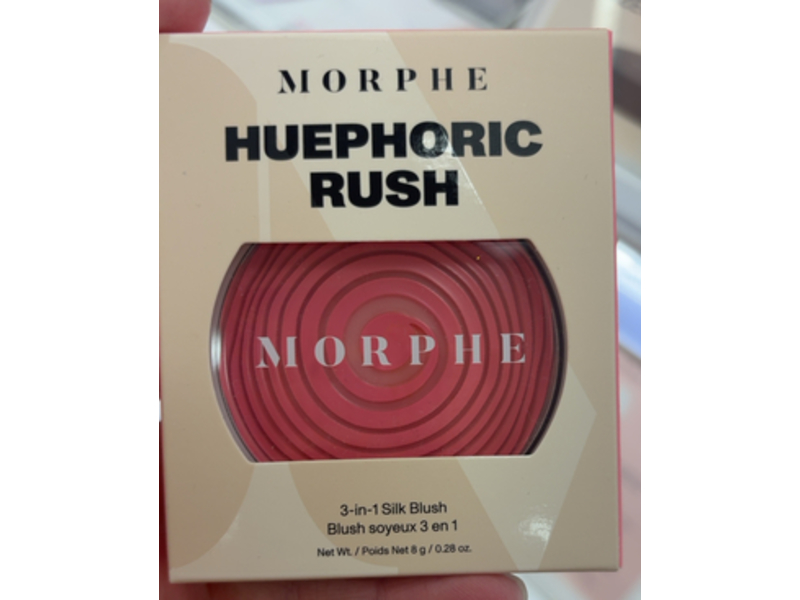 MORPHE
HUEPHORIC
RUSH
MORPHE
3-in-1 Silk Blush
Blush soyeux 3 en 1
Net Wt. / Poids Net 8 g / 0.28 oz.